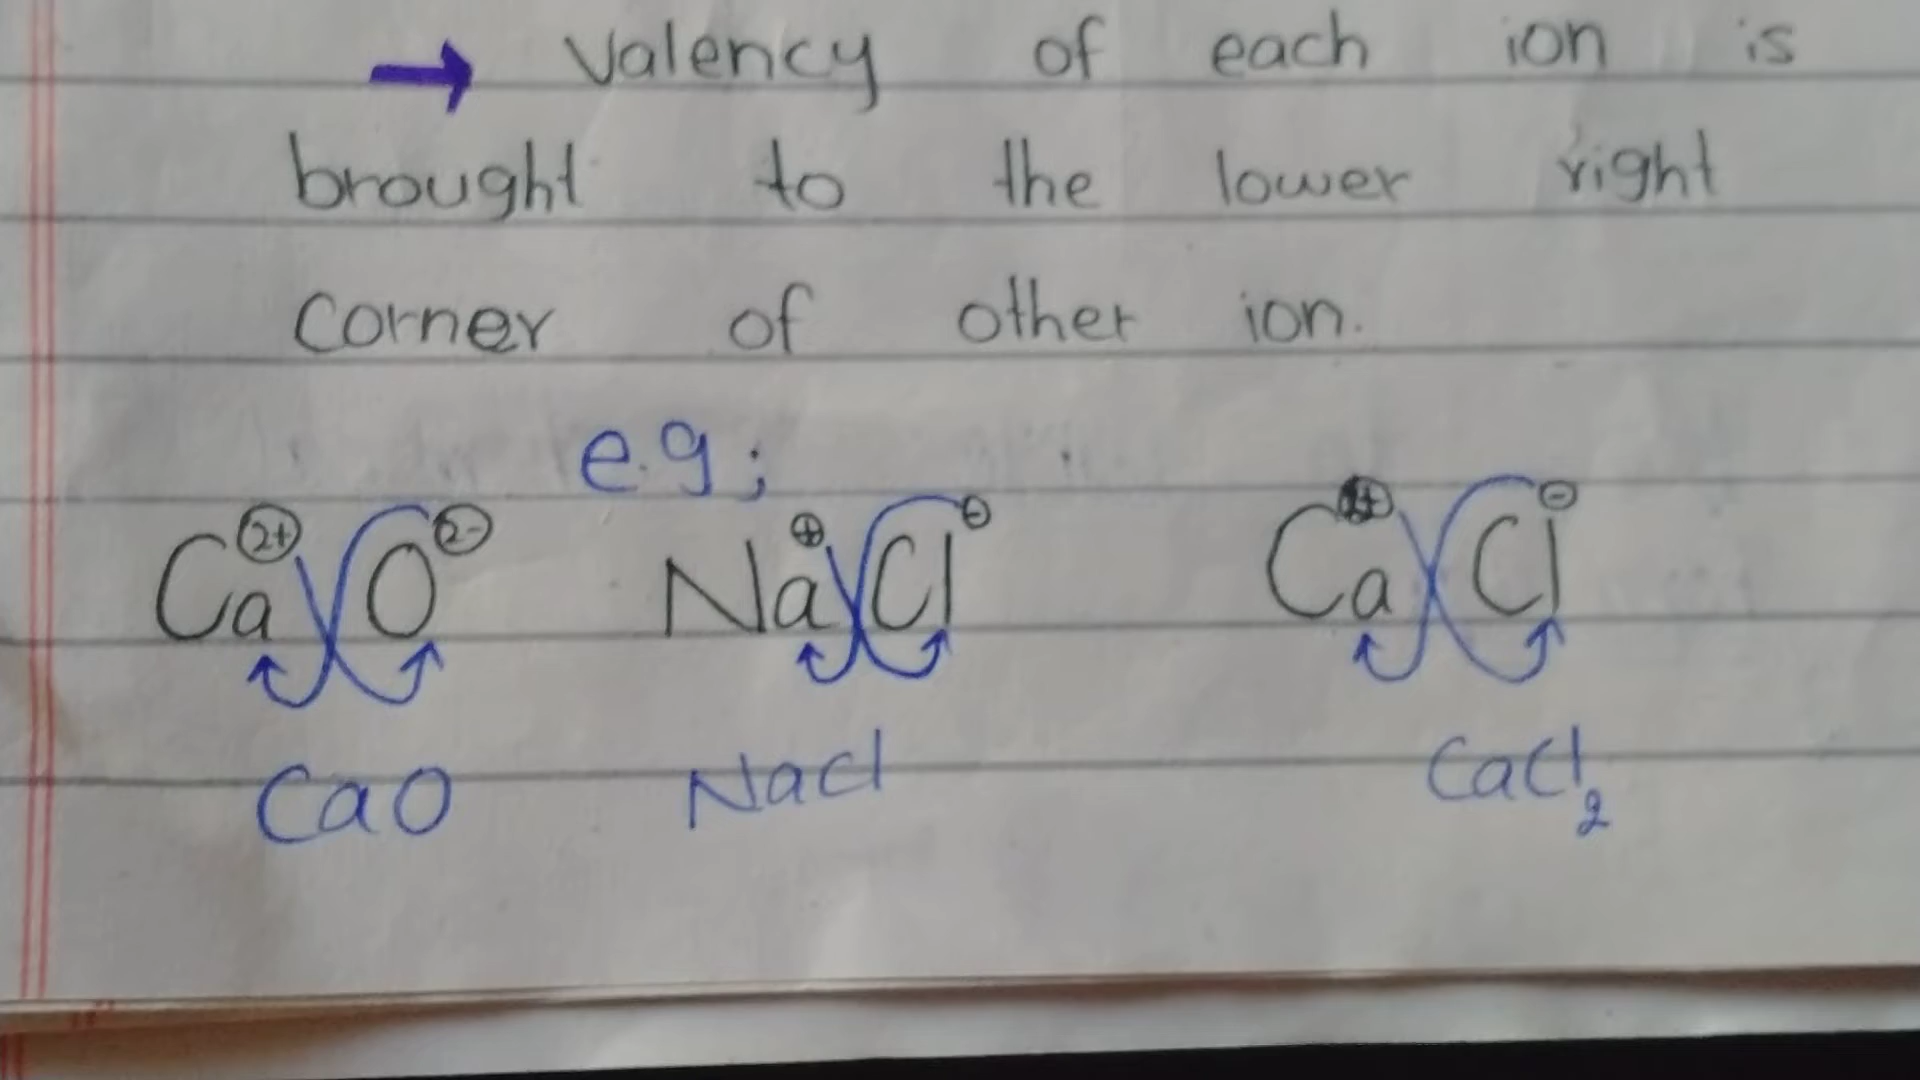 → Valency of each ion is
brought to the lower right
corner of other ion.
e.g;
Ca²⁺ O²⁻ Na⁺ Cl⁻ Ca Cl⁻
CaO Nacl CaCl₂